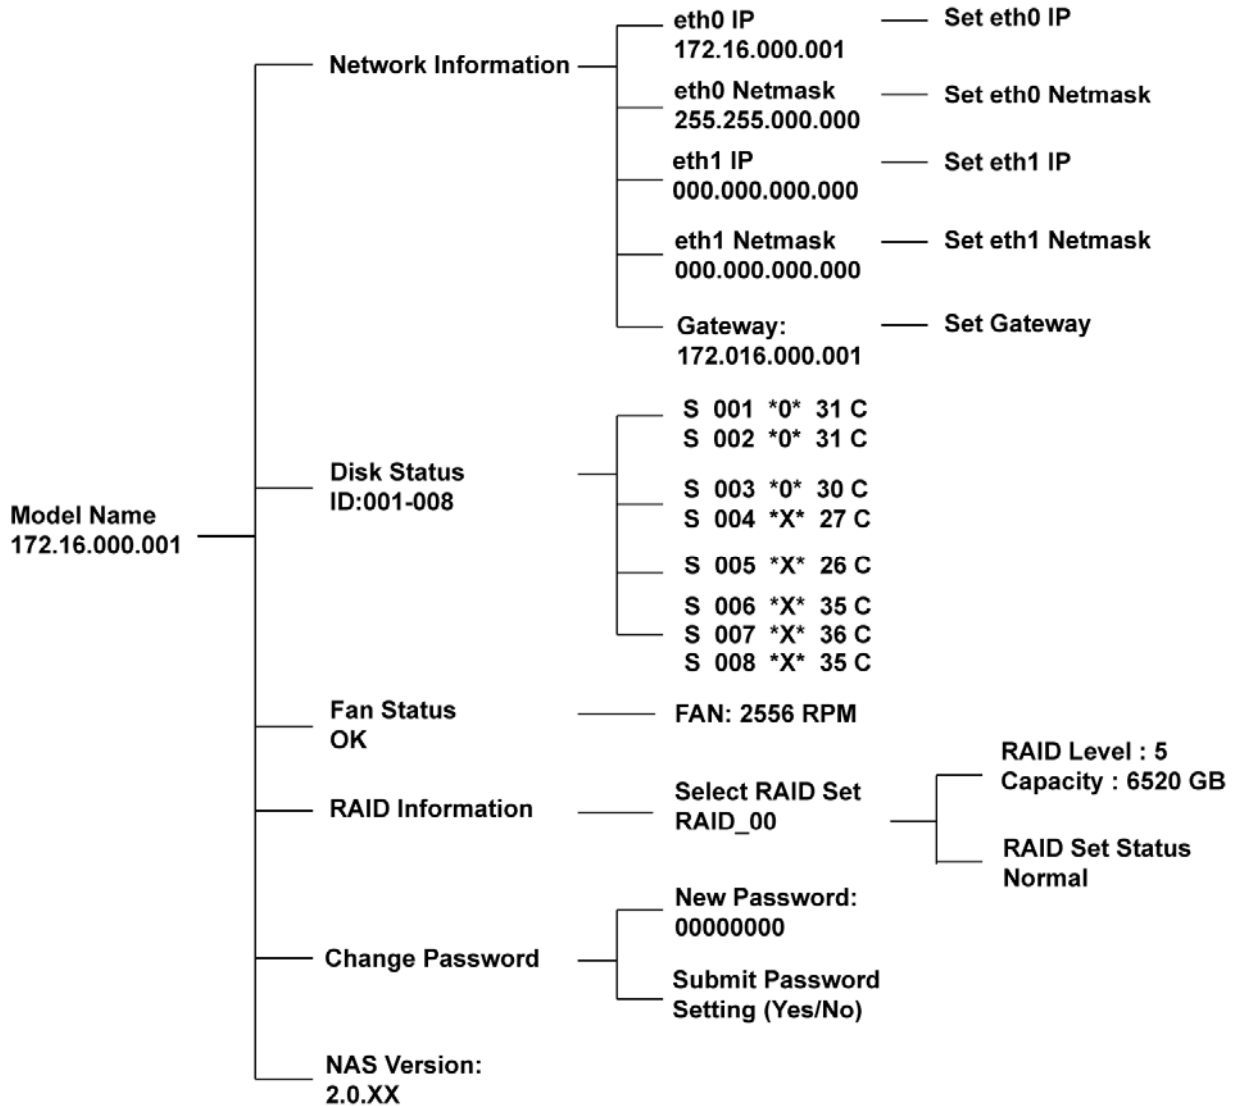 eth0 IP
172.16.000.001
Set eth0 IP
Network Information
eth0 Netmask
255.255.000.000
Set eth0 Netmask
eth1 IP
000.000.000.000
Set eth1 IP
eth1 Netmask
000.000.000.000
Set eth1 Netmask
Gateway:
172.016.000.001
Set Gateway
Model Name
172.16.000.001
Disk Status
ID:001-008
S 001 *0* 31 C
S 002 *0* 31 C
S 003 *0* 30 C
S 004 *X* 27 C
S 005 *X* 26 C
S 006 *X* 35 C
S 007 *X* 36 C
S 008 *X* 35 C
Fan Status
OK
FAN: 2556 RPM
RAID Information
Select RAID Set
RAID_00
RAID Level : 5
Capacity : 6520 GB
RAID Set Status
Normal
Change Password
New Password:
00000000
Submit Password
Setting (Yes/No)
NAS Version:
2.0.XX